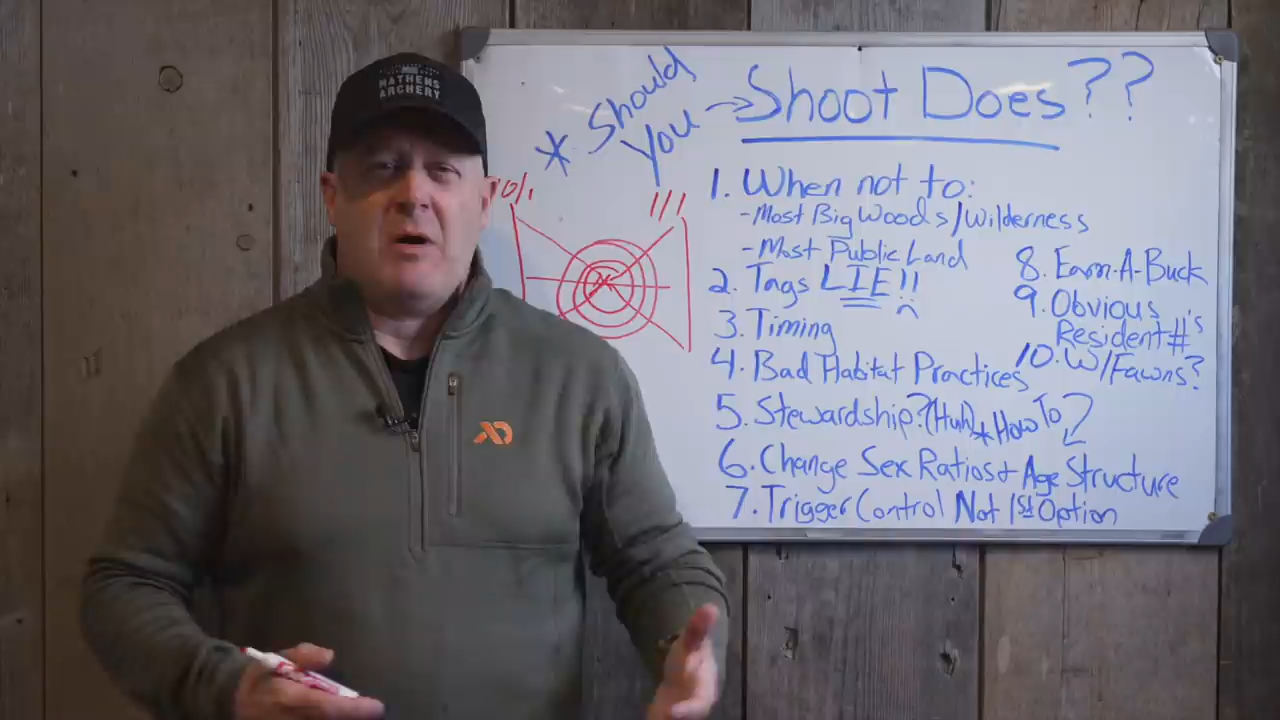 MATHEWS
ARCHERY
* Should
You → Shoot Does??
10/1
111
1. When not to:
- Most Big Woods/Wilderness
- Most Public Land
2. Tags LIE!!
3. Timing
4. Bad Habitat Practices
5. Stewardship? (Huh) * How To
6. Change Sex Ratios + Age Structure
7. Trigger Control Not 1st Option
8. Earn-A-Buck
9. Obvious
Resident #'s
10. W/Fawns?